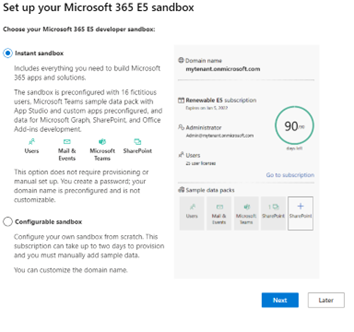 Set up your Microsoft 365 E5 sandbox
Choose your Microsoft 365 E5 developer sandbox:
Instant sandbox
Includes everything you need to build Microsoft
365 apps and solutions.
The sandbox is preconfigured with 16 fictitious
users, Microsoft Teams sample data pack with
App Studio and custom apps preconfigured, and
data for Microsoft Graph, SharePoint, and Office
Add-ins development.
Users
Mail &
Events
Microsoft
Teams
SharePoint
This option does not require provisioning or
manual set up. You create a password; your
domain name is preconfigured and is not
customizable.
Configurable sandbox
Configure your own sandbox from scratch. This
subscription can take up to two days to provision
and you must manually add sample data.
You can customize the domain name.
Domain name
mytenant.onmicrosoft.com
Renewable E5 subscription
Expires on Jan 5, 2022
Administrator
Admin@mytenant.onmicrosoft.com
Users
user licenses
90
days left
Go to subscription
Sample data packs
Users
Mail &
Events
Microsoft
Teams
SharePoint
SharePoint
Next
Later